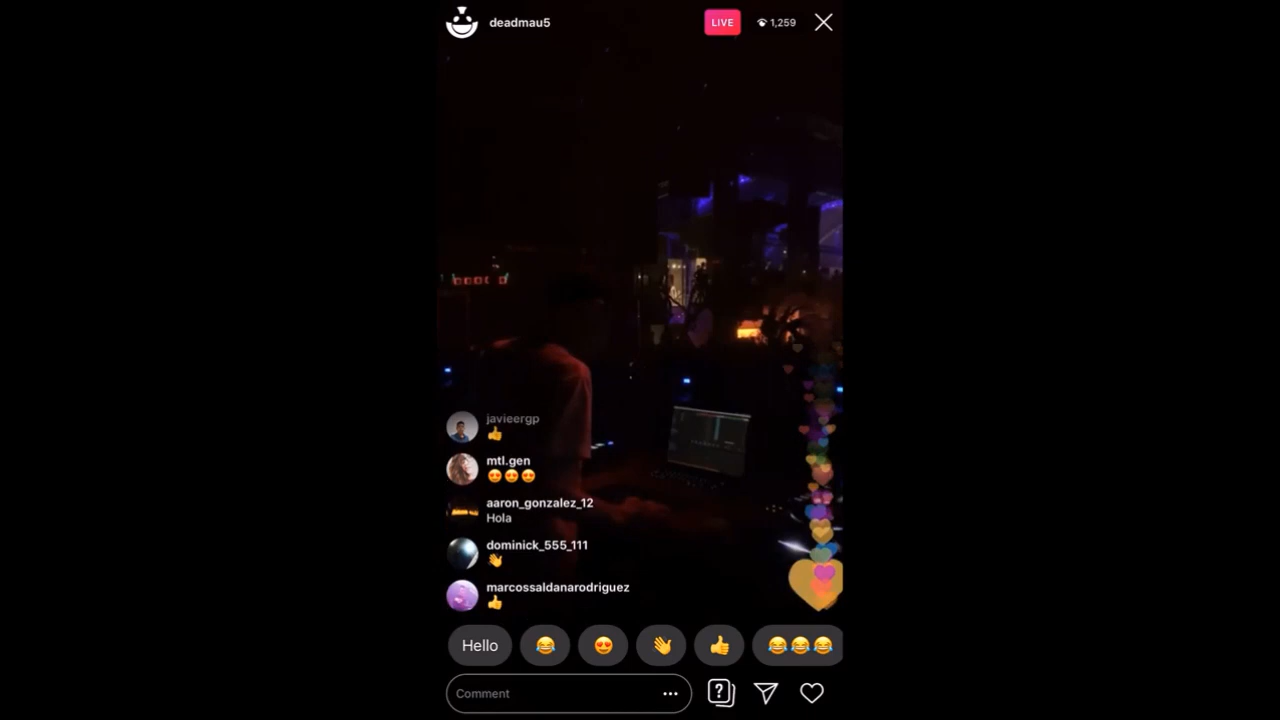 deadmau5
LIVE
1,259
javieergp
👍
mtl.gen
😍😍😍
aaron_gonzalez_12
Hola
dominick_555_111
👋
marcossaldanarodriguez
👍
Hello 😂 😍 👋 👍 😂😂😂
Comment
?